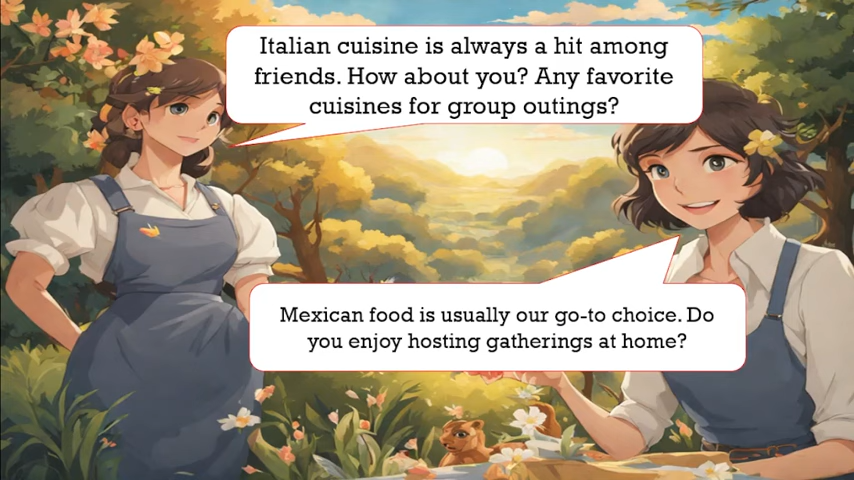 Italian cuisine is always a hit among
friends. How about you? Any favorite
cuisines for group outings?
Mexican food is usually our go-to choice. Do
you enjoy hosting gatherings at home?